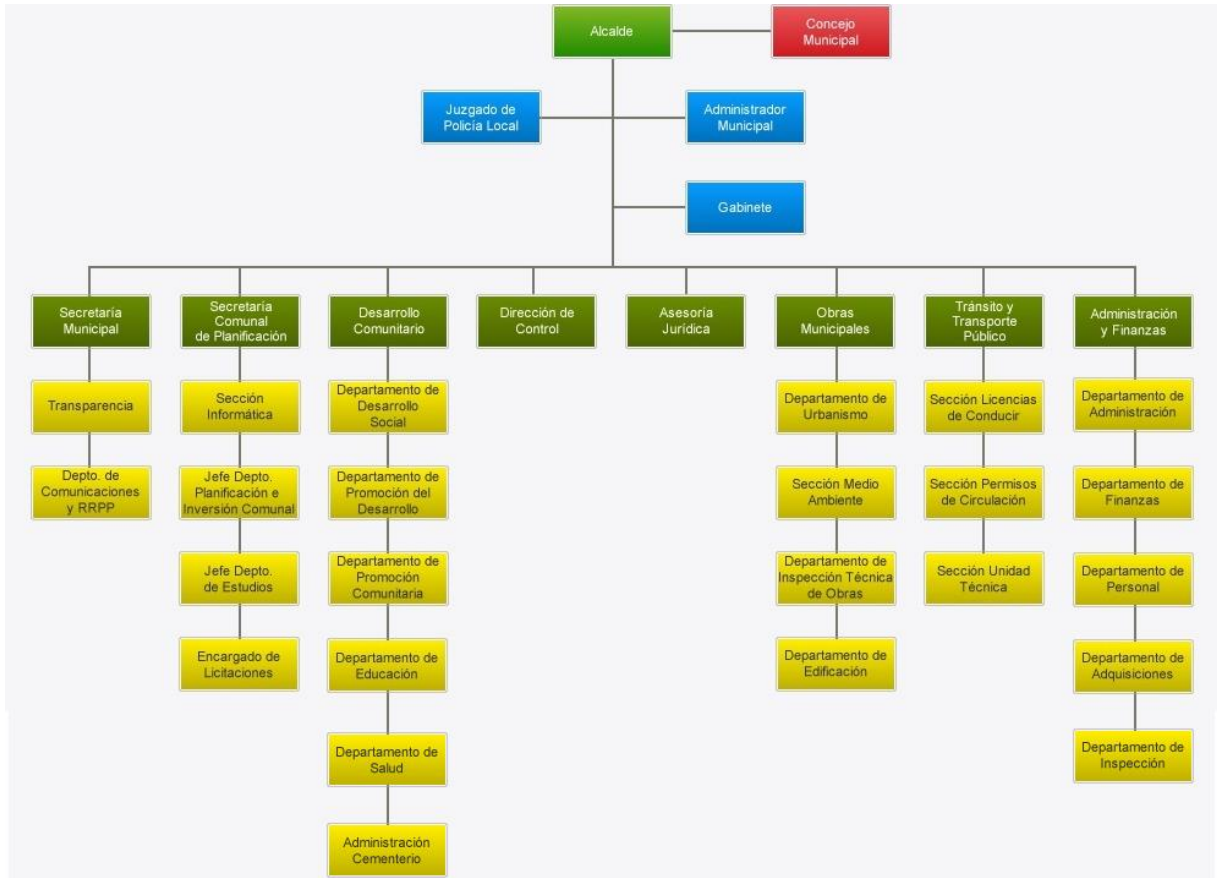 Alcalde
Concejo
Municipal
Juzgado de
Policía Local
Administrador
Municipal
Gabinete
Secretaría
Municipal
Secretaría
Comunal
de Planificación
Desarrollo
Comunitario
Dirección de
Control
Asesoría
Jurídica
Obras
Municipales
Tránsito y
Transporte
Público
Administración
y Finanzas
Transparencia
Sección
Informática
Departamento de
Desarrollo
Social
Departamento de
Urbanismo
Sección Licencias
de Conducir
Departamento de
Administración
Depto. de
Comunicaciones
y RRPP
Jefe Depto.
Planificación e
Inversión Comunal
Departamento de
Promoción del
Desarrollo
Sección Medio
Ambiente
Sección Permisos
de Circulación
Departamento de
Finanzas
Jefe Depto.
de Estudios
Departamento de
Promoción
Comunitaria
Departamento de
Inspección Técnica
de Obras
Sección Unidad
Técnica
Departamento de
Personal
Encargado de
Licitaciones
Departamento de
Educación
Departamento de
Edificación
Departamento de
Adquisiciones
Departamento de
Salud
Departamento de
Inspección
Administración
Cementerio